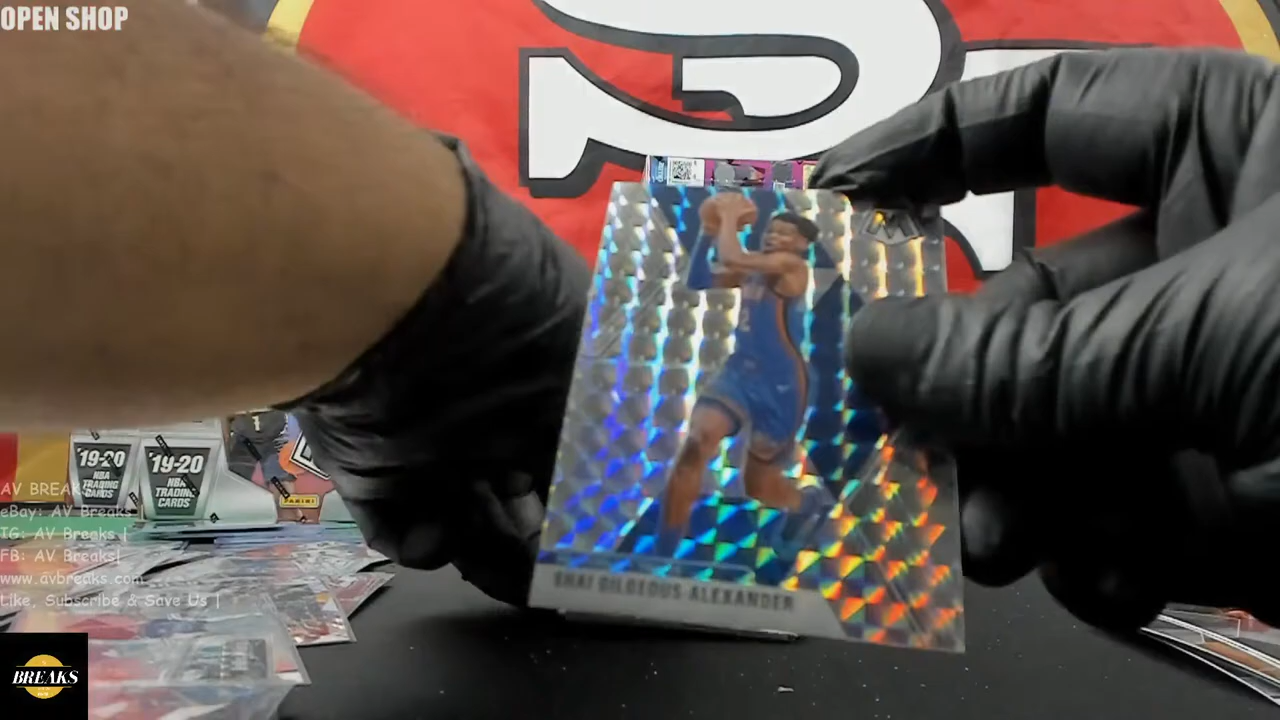 OPEN SHOP
M
SHAI GILGEOUS-ALEXANDER
19-20
NBA
TRADING
CARDS
19-20
NBA
TRADING
CARDS
PANINI
AV BREAKS
eBay: AV Breaks
TG: AV Breaks |
FB: AV Breaks|
www.avbreaks.com
Like, Subscribe & Save Us |
BREAKS